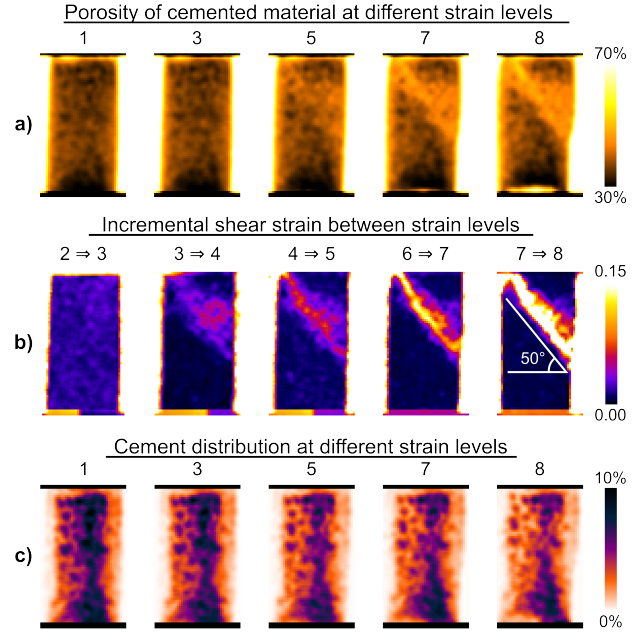 Porosity of cemented material at different strain levels
1 3 5 7 8
70%
a)
30%
Incremental shear strain between strain levels
2 ⇒ 3 3 ⇒ 4 4 ⇒ 5 6 ⇒ 7 7 ⇒ 8
0.15
b)
50°
0.00
Cement distribution at different strain levels
1 3 5 7 8
10%
c)
0%